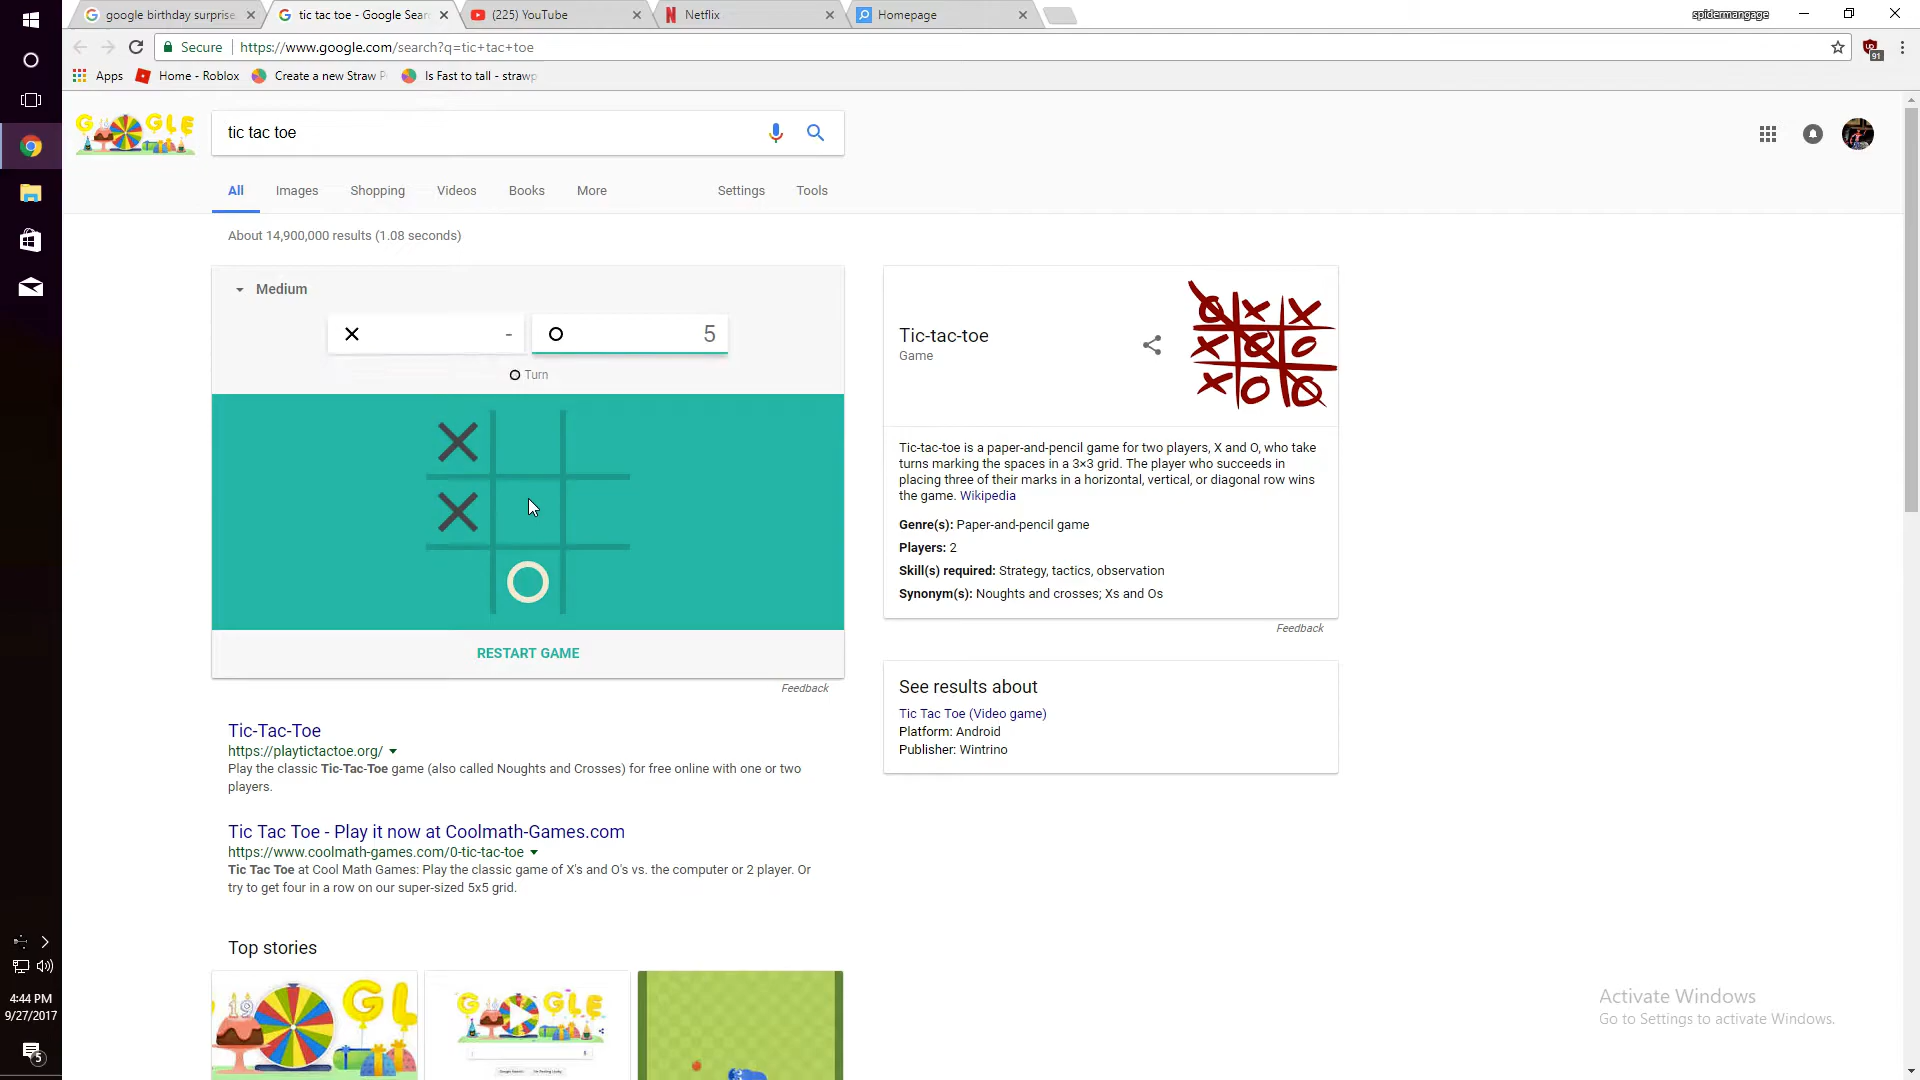 google birthday surprise
tic tac toe - Google Sear
(225) YouTube
Netflix
Homepage
spidermangage
Secure
https://www.google.com/search?q=tic+tac+toe
91
Apps
Home - Roblox
Create a new Straw P
Is Fast to tall - strawp
GOOGLE
tic tac toe
All
Images
Shopping
Videos
Books
More
Settings
Tools
About 14,900,000 results (1.08 seconds)
Medium
X -
O 5
O Turn
X
X
O
RESTART GAME
Feedback
Tic-tac-toe
Game
O X X
X O O
X O O
Tic-tac-toe is a paper-and-pencil game for two players, X and O, who take
turns marking the spaces in a 3×3 grid. The player who succeeds in
placing three of their marks in a horizontal, vertical, or diagonal row wins
the game. Wikipedia
Genre(s): Paper-and-pencil game
Players: 2
Skill(s) required: Strategy, tactics, observation
Synonym(s): Noughts and crosses; Xs and Os
Feedback
See results about
Tic Tac Toe (Video game)
Platform: Android
Publisher: Wintrino
Tic-Tac-Toe
https://playtictactoe.org/
Play the classic Tic-Tac-Toe game (also called Noughts and Crosses) for free online with one or two
players.
Tic Tac Toe - Play it now at Coolmath-Games.com
https://www.coolmath-games.com/0-tic-tac-toe
Tic Tac Toe at Cool Math Games: Play the classic game of X's and O's vs. the computer or 2 player. Or
try to get four in a row on our super-sized 5x5 grid.
Top stories
19
GL
GOOGLE
4:44 PM
9/27/2017
5
Activate Windows
Go to Settings to activate Windows.